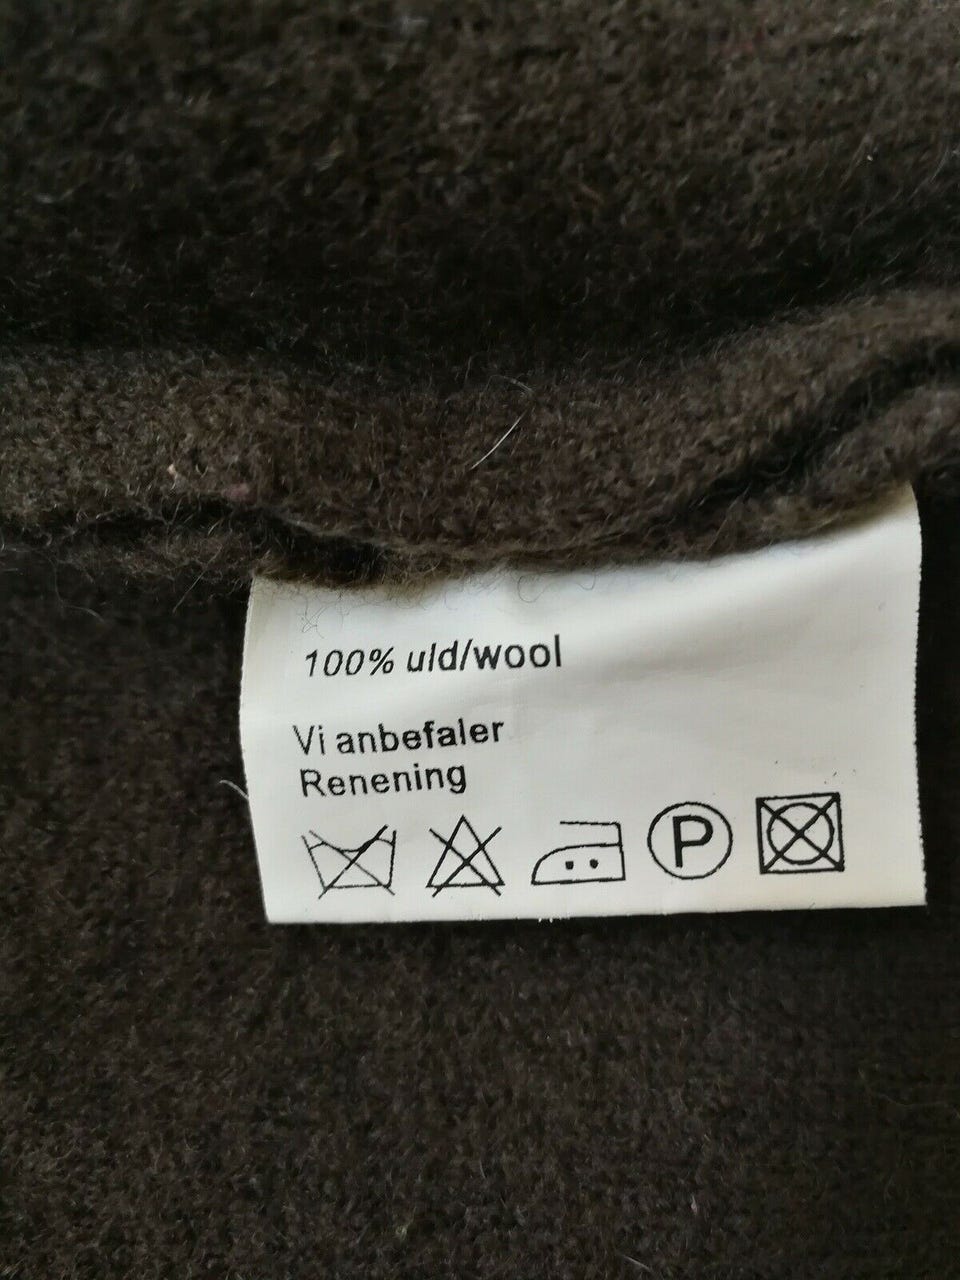 100% uld/wool
Vi anbefaler
Renening
P